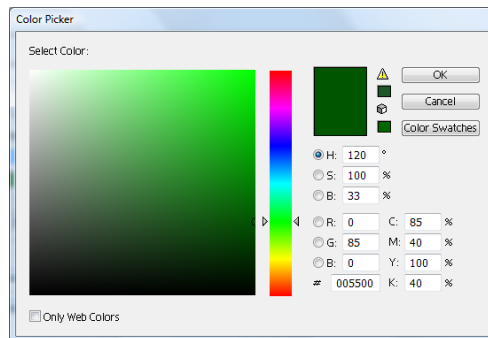 Color Picker
Select Color:
OK
Cancel
Color Swatches
H: 120 °
S: 100 %
B: 33 %
R: 0 C: 85 %
G: 85 M: 40 %
B: 0 Y: 100 %
# 005500 K: 40 %
Only Web Colors